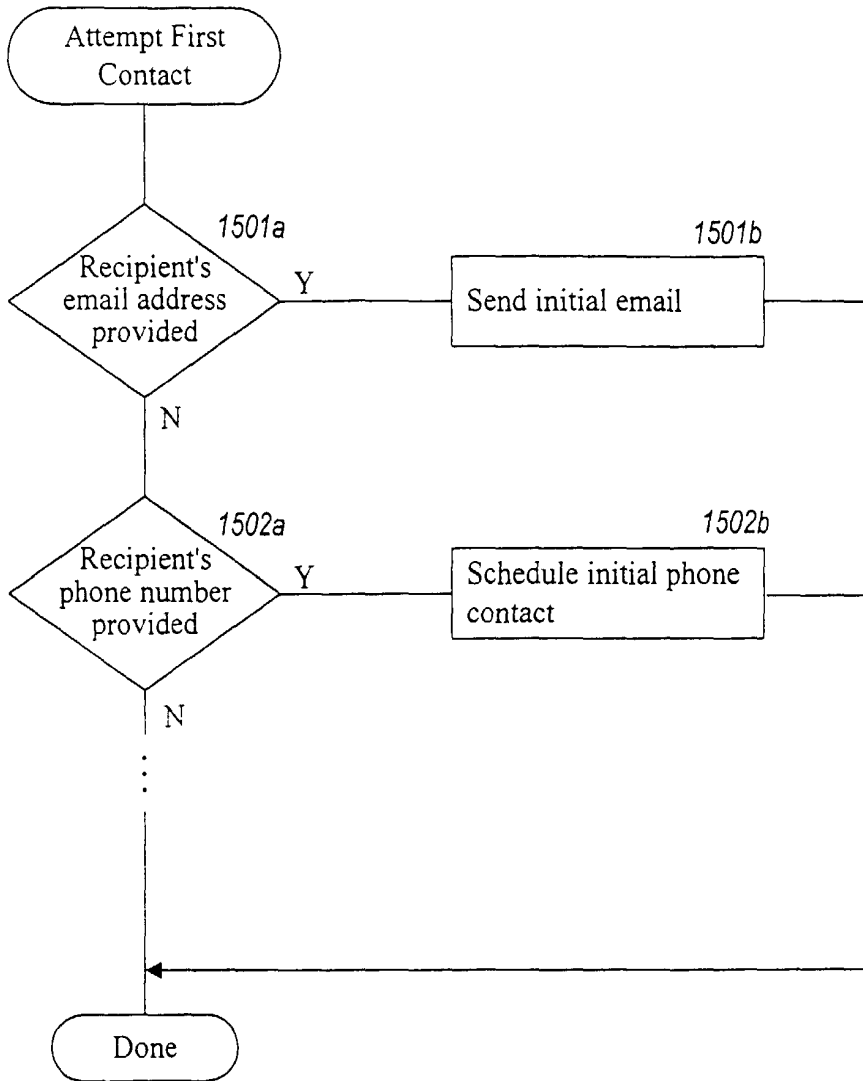 Attempt First
Contact
1501a
Recipient's
email address
provided
Y
1501b
Send initial email
N
1502a
Recipient's
phone number
provided
Y
1502b
Schedule initial phone
contact
N
Done